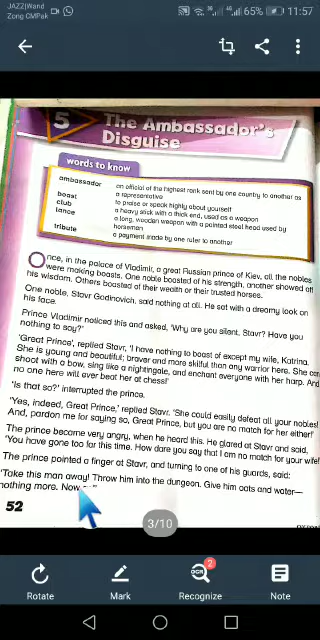 JAZZ|Warid
Zong CMPak
65%
11:57
5
The Ambassador's
Disguise
words to know
ambassador an official of the highest rank sent by one country to another as
a representative
boast to praise or speak highly about yourself
club a heavy stick with a thick end, used as a weapon
lance a long, wooden weapon with a pointed steel head used by
horsemen
tribute a payment made by one ruler to another
Once, in the palace of Vladimir, a great Russian prince of Kiev, all the nobles
were making boasts. One noble boasted of his strength, another showed off
his wisdom. Others boasted of their wealth or their trusted horses.
One noble, Stavr Godinovich, said nothing at all. He sat with a dreamy look on
his face.
Prince Vladimir noticed this and asked, 'Why are you silent, Stavr? Have you
nothing to say?'
'Great Prince', replied Stavr, 'I have nothing to boast of except my wife, Katrina.
She is young and beautiful; braver and more skilful than any warrior here. She can
shoot with a bow, sing like a nightingale, and enchant everyone with her harp. And
no one here will ever beat her at chess!'
'Is that so?' interrupted the prince.
'Yes, indeed, Great Prince,' replied Stavr. 'She could easily defeat all your nobles!
And, pardon me for saying so, Great Prince, but you are no match for her either!'
The prince became very angry, when he heard this. He glared at Stavr and said,
'You have gone too far this time. How dare you say that I am no match for your wife!'
The prince pointed a finger at Stavr, and turning to one of his guards, said:
'Take this man away! Throw him into the dungeon. Give him oats and water—
nothing more. Now
52
3/10
OCR
2
Rotate
Mark
Recognize
Note